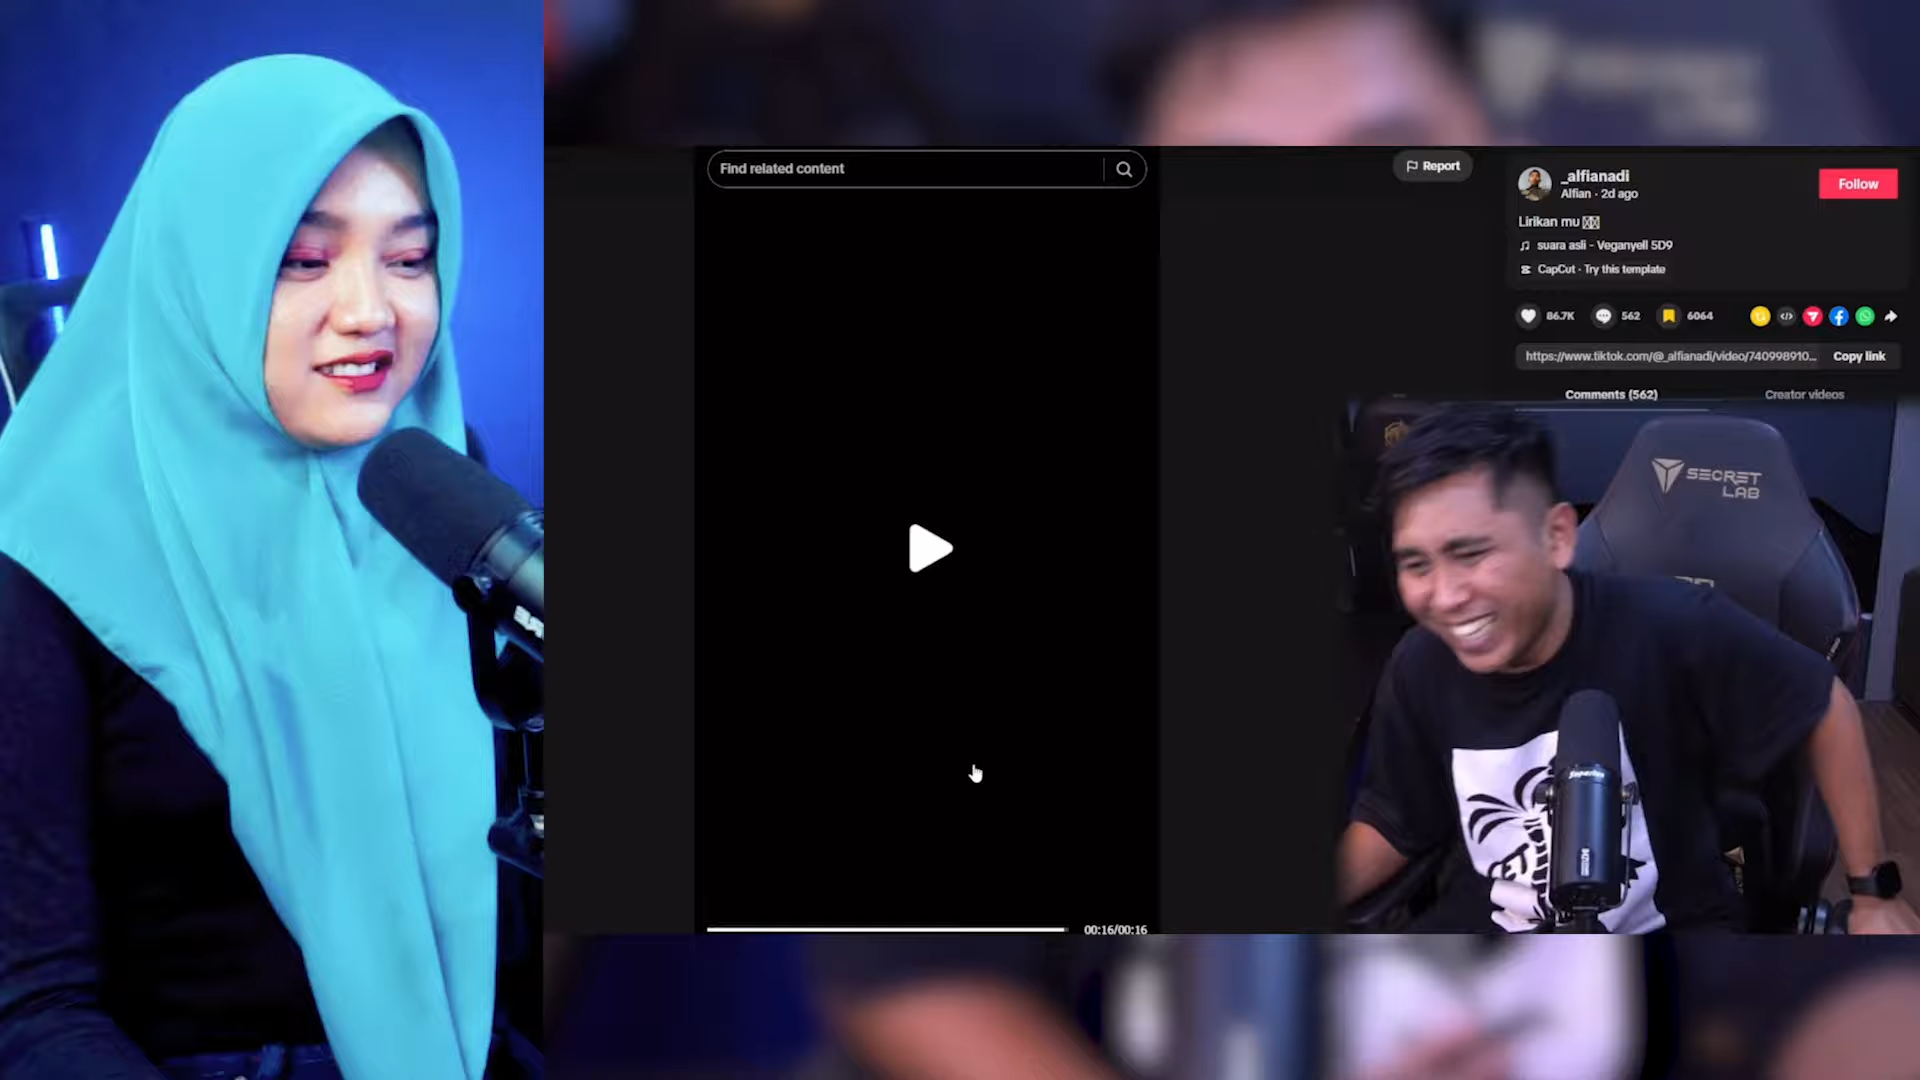 Find related content
Report
_alfianadi
Alfian · 2d ago
Follow
Lirikan mu
suara asli - Veganyell 5D9
CapCut · Try this template
86.7K
562
6064
https://www.tiktok.com/@_alfianadi/video/740998910...
Copy link
Comments (562)
Creator videos
SECRET
LAB
Superlux
00:16/00:16